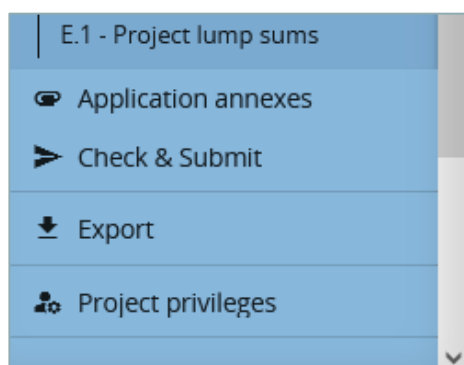 E.1 - Project lump sums
Application annexes
Check & Submit
Export
Project privileges